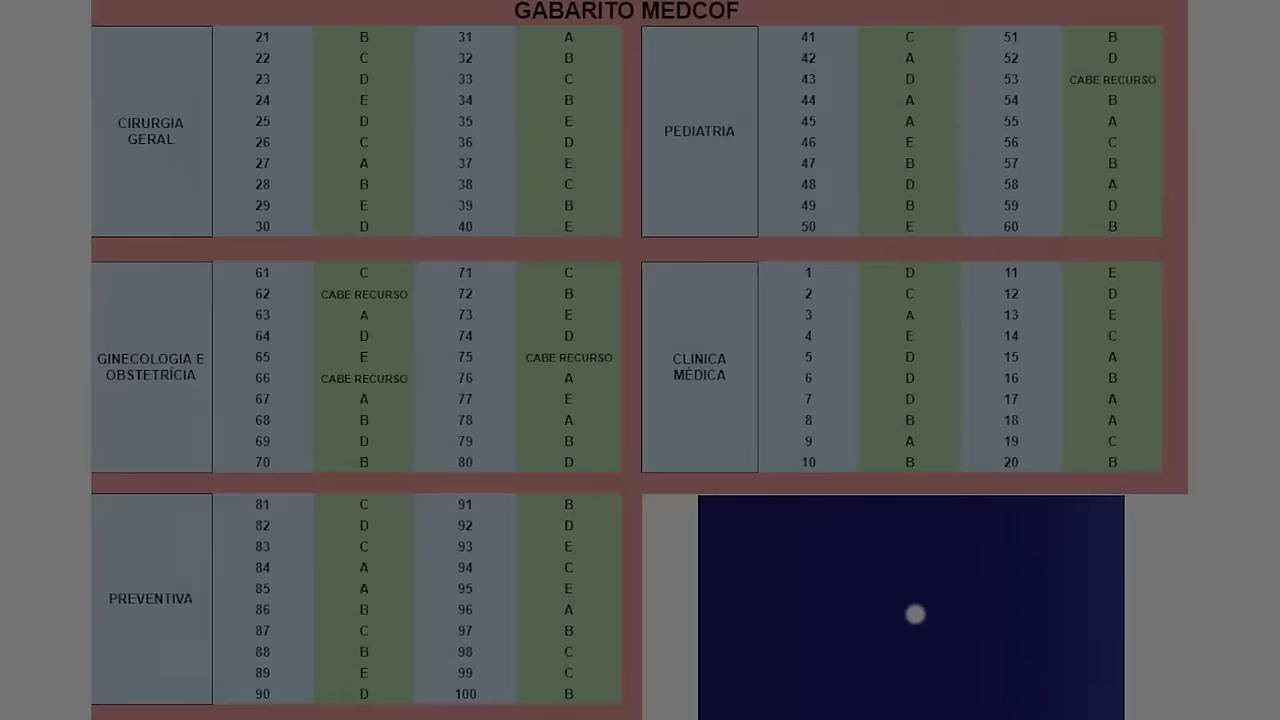 GABARITO MEDCOF
CIRURGIA
GERAL
21 B 31 A
22 C 32 B
23 D 33 C
24 E 34 B
25 D 35 E
26 C 36 D
27 A 37 E
28 B 38 C
29 E 39 B
30 D 40 E
PEDIATRIA
41 C 51 B
42 A 52 D
43 D 53 CABE RECURSO
44 A 54 B
45 A 55 A
46 E 56 C
47 B 57 B
48 D 58 A
49 B 59 D
50 E 60 B
GINECOLOGIA E
OBSTETRÍCIA
61 C 71 C
62 CABE RECURSO 72 B
63 A 73 E
64 D 74 D
65 E 75 CABE RECURSO
66 CABE RECURSO 76 A
67 A 77 E
68 B 78 A
69 D 79 B
70 B 80 D
CLÍNICA
MÉDICA
1 D 11 E
2 C 12 D
3 A 13 E
4 E 14 C
5 D 15 A
6 D 16 B
7 D 17 A
8 B 18 A
9 A 19 C
10 B 20 B
PREVENTIVA
81 C 91 B
82 D 92 D
83 C 93 E
84 A 94 C
85 A 95 E
86 B 96 A
87 C 97 B
88 B 98 C
89 E 99 C
90 D 100 B